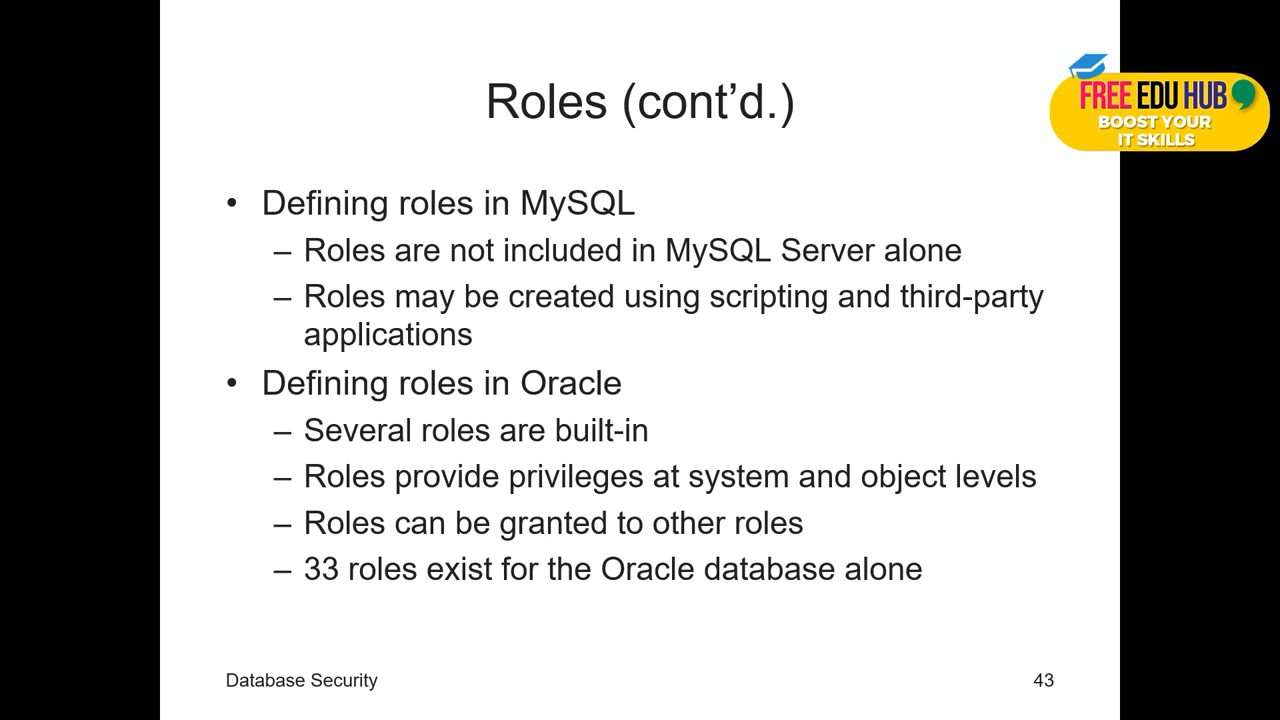 Roles (cont’d.)
FREE EDU HUB
BOOST YOUR
IT SKILLS
• Defining roles in MySQL
– Roles are not included in MySQL Server alone
– Roles may be created using scripting and third-party
applications
• Defining roles in Oracle
– Several roles are built-in
– Roles provide privileges at system and object levels
– Roles can be granted to other roles
– 33 roles exist for the Oracle database alone
Database Security
43